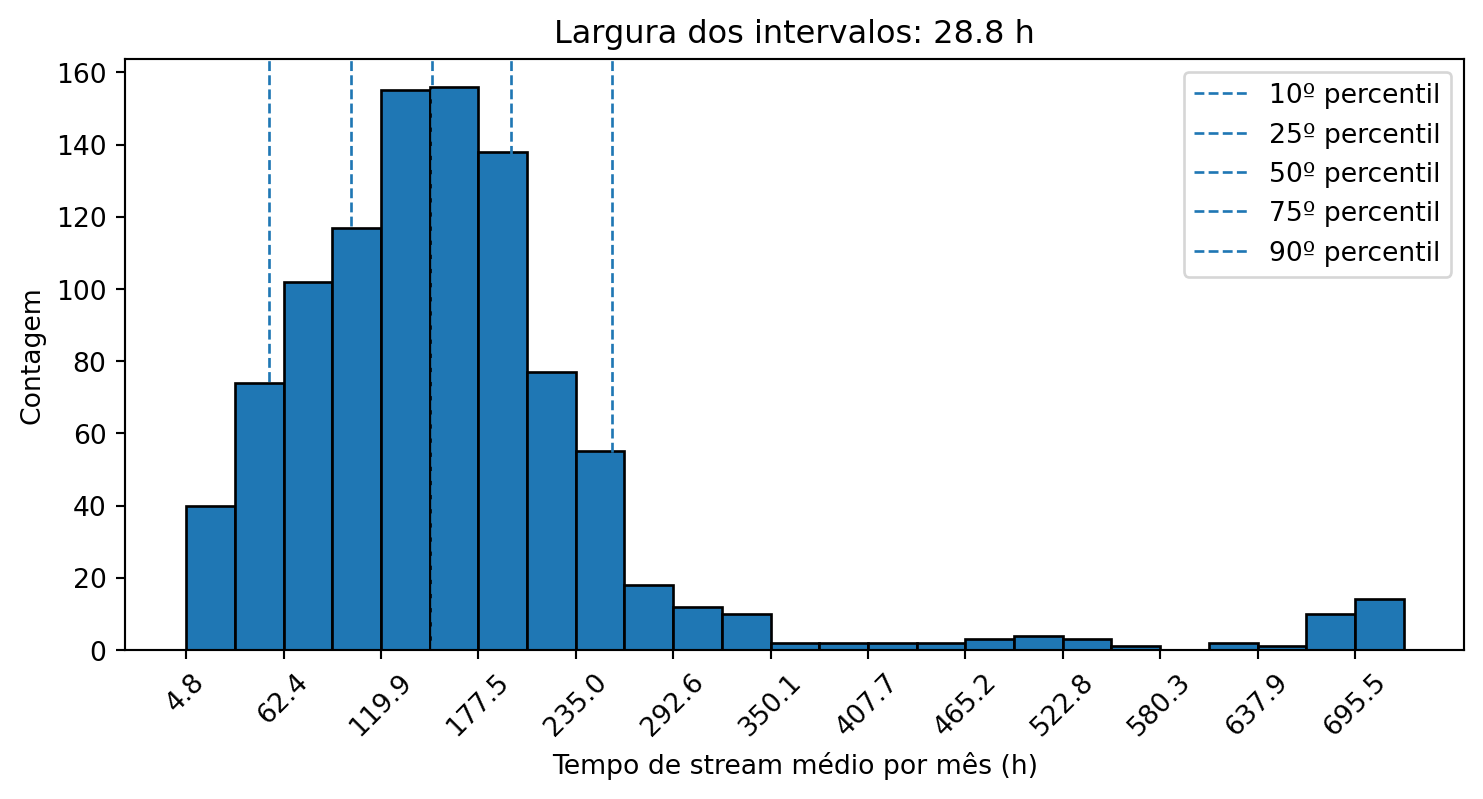 Largura dos intervalos: 28.8 h
160
140
120
100
80
60
40
20
0
Contagem
10º percentil
25º percentil
50º percentil
75º percentil
90º percentil
4.8
62.4
119.9
177.5
235.0
292.6
350.1
407.7
465.2
522.8
580.3
637.9
695.5
Tempo de stream médio por mês (h)